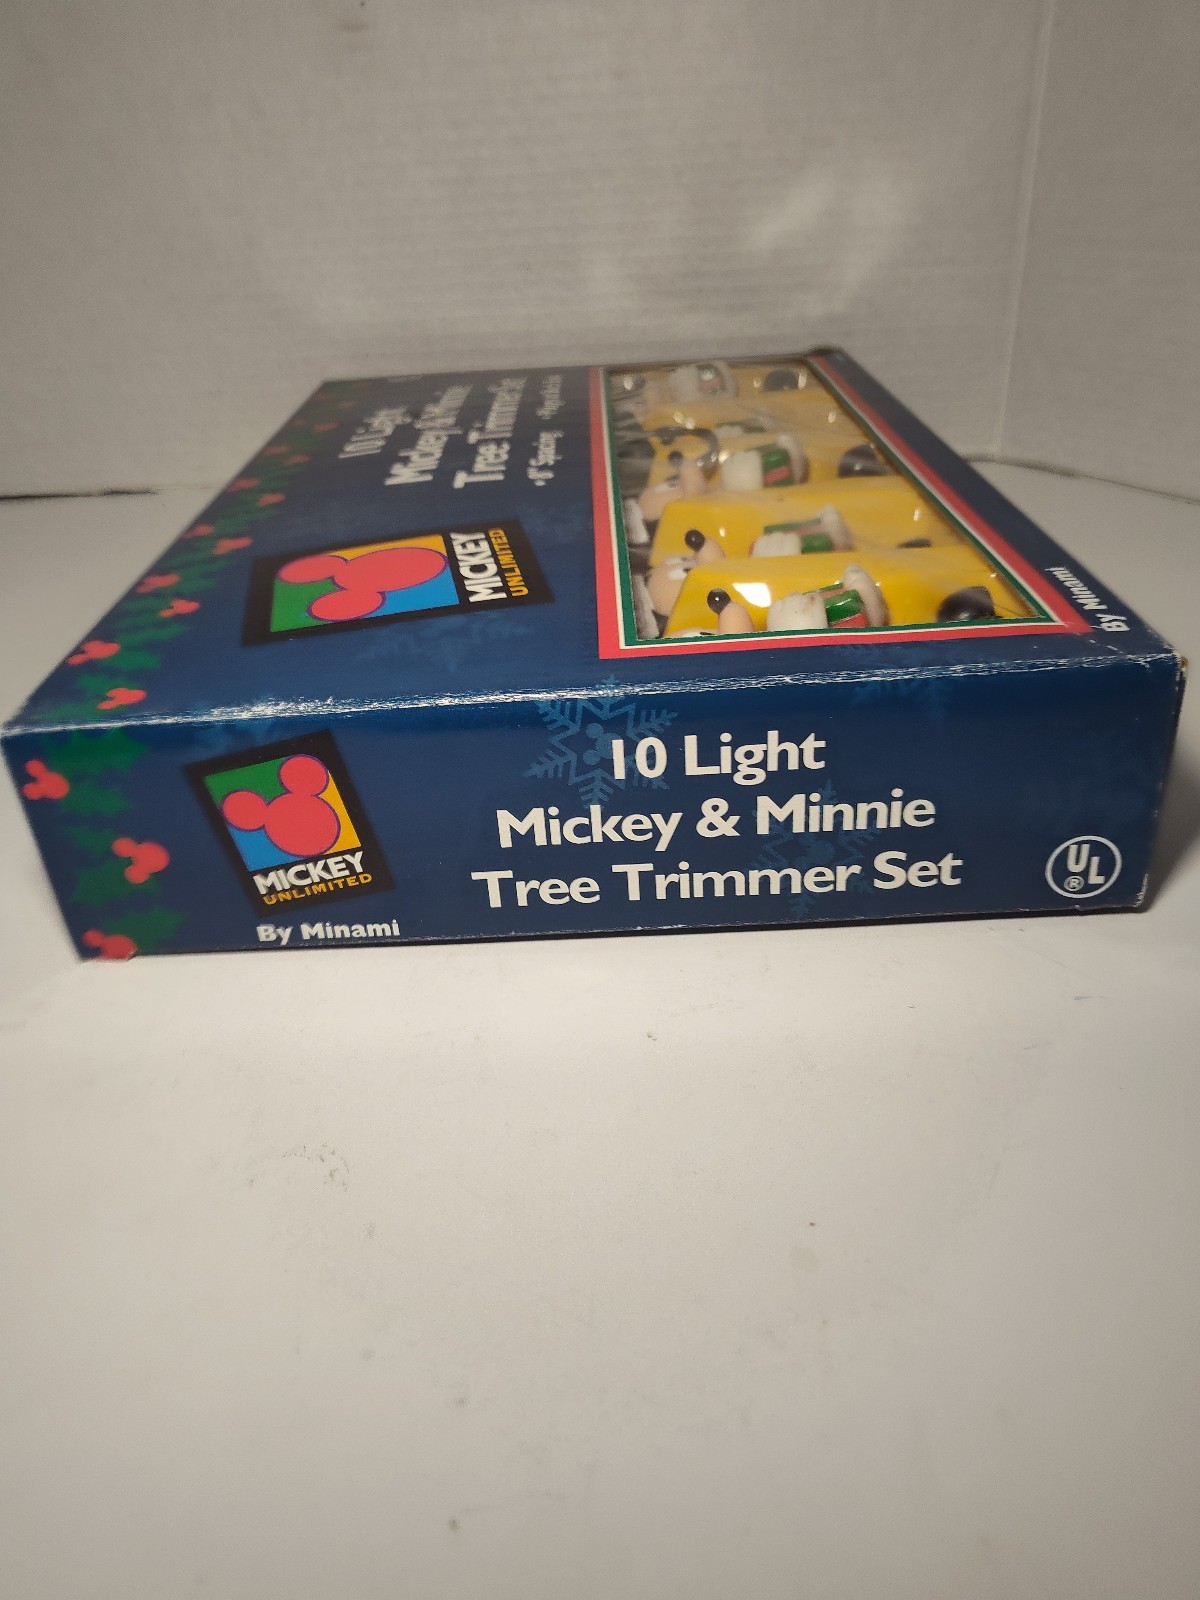 10 Light
Mickey & Minnie
Tree Trimmer Set
Spacing
MICKEY
UNLIMITED
By Minami
10 Light
Mickey & Minnie
Tree Trimmer Set
MICKEY
UNLIMITED
By Minami
UL
®